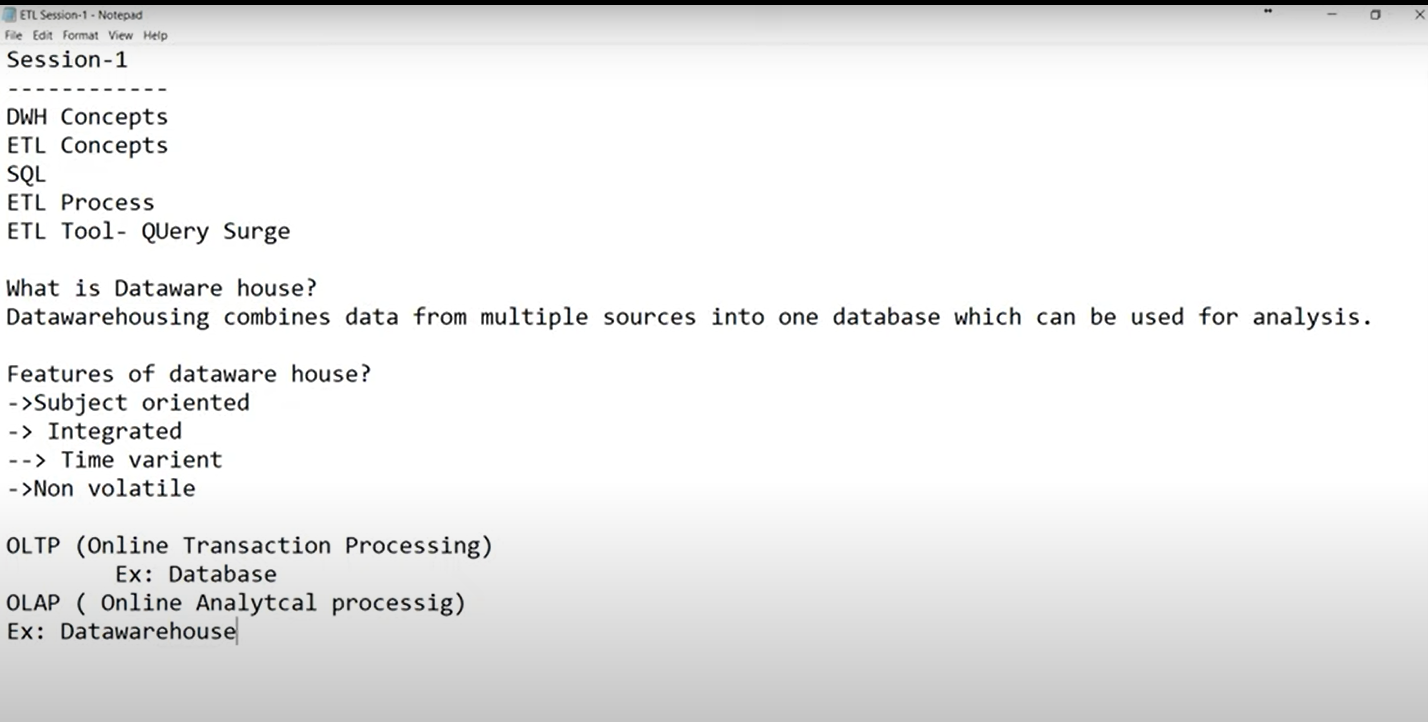 ETL Session-1 - Notepad
File Edit Format View Help
Session-1
------------
DWH Concepts
ETL Concepts
SQL
ETL Process
ETL Tool- QUery Surge
What is Dataware house?
Datawarehousing combines data from multiple sources into one database which can be used for analysis.
Features of dataware house?
->Subject oriented
-> Integrated
--> Time varient
->Non volatile
OLTP (Online Transaction Processing)
Ex: Database
OLAP ( Online Analytcal processig)
Ex: Datawarehouse